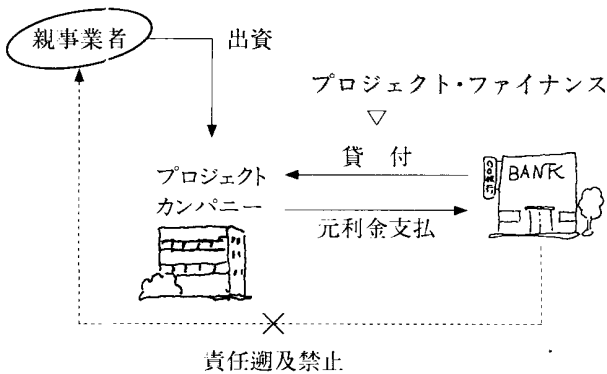 親事業者
出資
プロジェクト・ファイナンス
貸 付
プロジェクト
カンパニー
元利金支払
BANK
責任遡及禁止